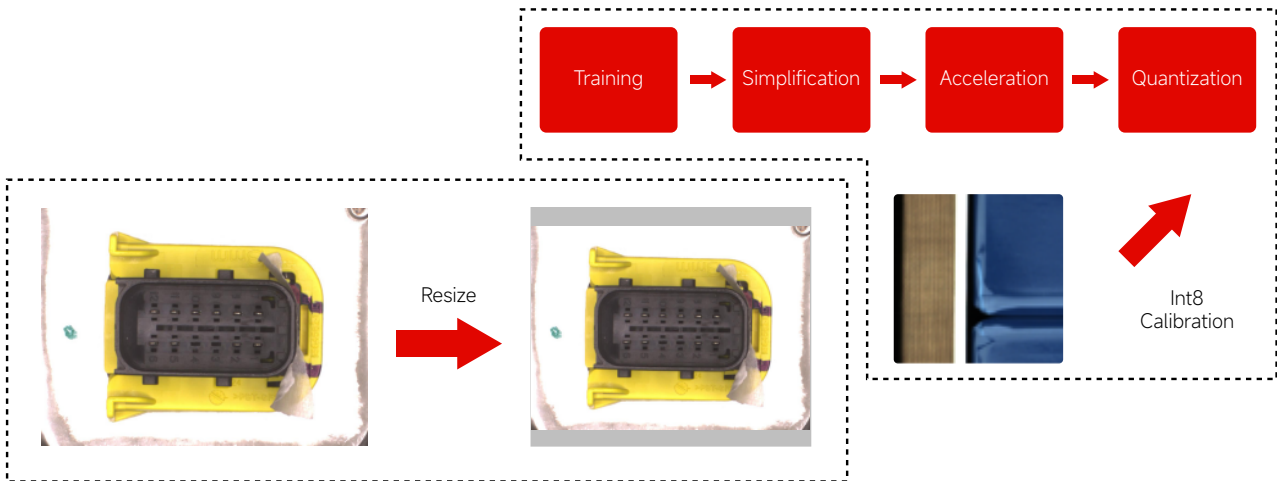 Training
Simplification
Acceleration
Quantization
Resize
Int8
Calibration